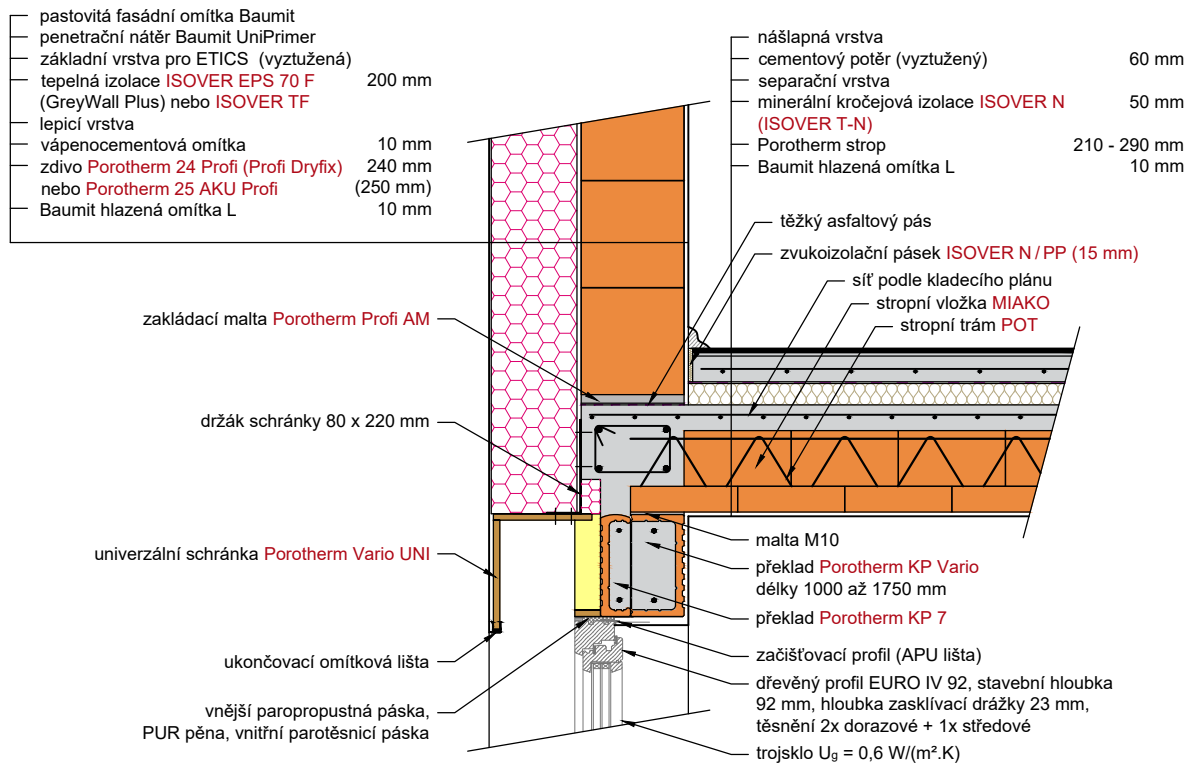 pastovitá fasádní omítka Baumit
penetrační nátěr Baumit UniPrimer
základní vrstva pro ETICS (vyztužená)
tepelná izolace ISOVER EPS 70 F 200 mm
(GreyWall Plus) nebo ISOVER TF
lepicí vrstva
vápenocementová omítka 10 mm
zdivo Porotherm 24 Profi (Profi Dryfix) 240 mm
nebo Porotherm 25 AKU Profi (250 mm)
Baumit hlazená omítka L 10 mm
nášlapná vrstva
cementový potěr (vyztužený) 60 mm
separační vrstva
minerální kročejová izolace ISOVER N 50 mm
(ISOVER T-N)
Porotherm strop 210 - 290 mm
Baumit hlazená omítka L 10 mm
těžký asfaltový pás
zvukoizolační pásek ISOVER N / PP (15 mm)
síť podle kladecího plánu
stropní vložka MIAKO
stropní trám POT
zakládací malta Porotherm Profi AM
držák schránky 80 x 220 mm
univerzální schránka Porotherm Vario UNI
ukončovací omítková lišta
vnější paropropustná páska,
PUR pěna, vnitřní parotěsnicí páska
malta M10
překlad Porotherm KP Vario
délky 1000 až 1750 mm
překlad Porotherm KP 7
začišťovací profil (APU lišta)
dřevěný profil EURO IV 92, stavební hloubka
92 mm, hloubka zasklívací drážky 23 mm,
těsnění 2x dorazové + 1x středové
trojsklo Ug = 0,6 W/(m².K)